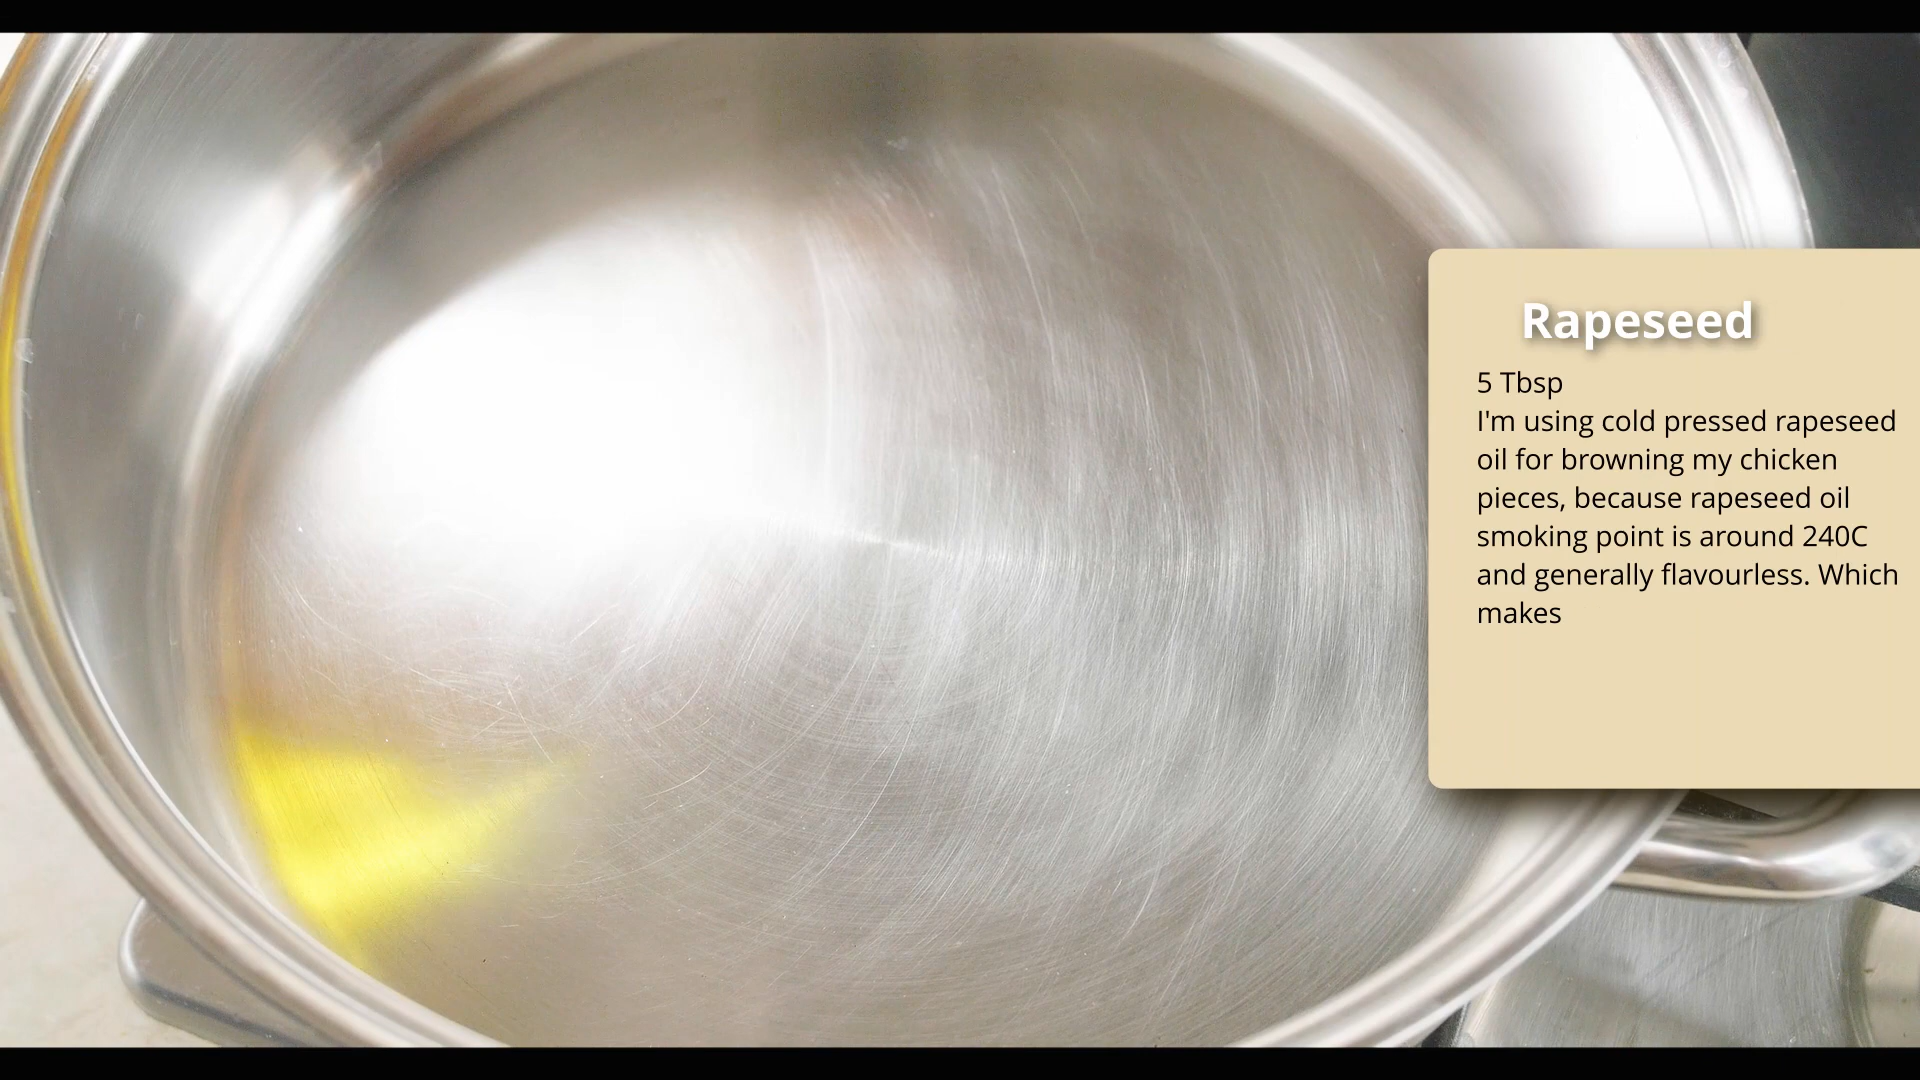 Rapeseed
5 Tbsp
I'm using cold pressed rapeseed
oil for browning my chicken
pieces, because rapeseed oil
smoking point is around 240C
and generally flavourless. Which
makes